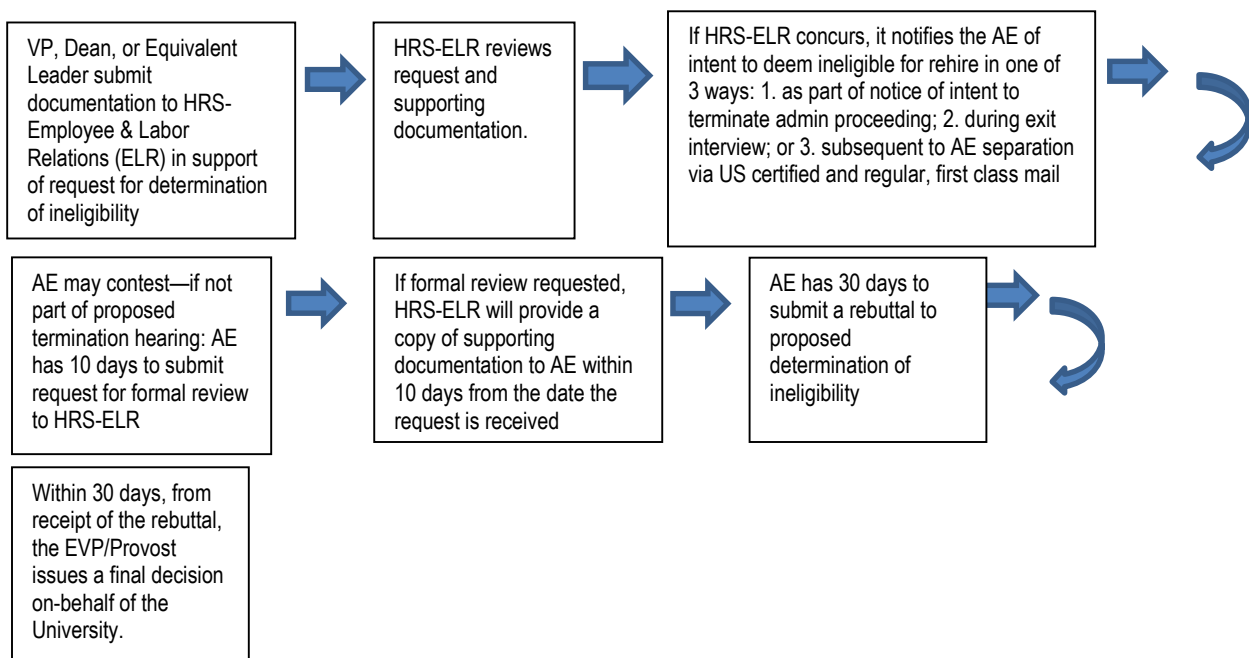 VP, Dean, or Equivalent
Leader submit
documentation to HRS-
Employee & Labor
Relations (ELR) in support
of request for determination
of ineligibility
HRS-ELR reviews
request and
supporting
documentation.
If HRS-ELR concurs, it notifies the AE of
intent to deem ineligible for rehire in one of
3 ways: 1. as part of notice of intent to
terminate admin proceeding; 2. during exit
interview; or 3. subsequent to AE separation
via US certified and regular, first class mail
AE may contest—if not
part of proposed
termination hearing: AE
has 10 days to submit
request for formal review
to HRS-ELR
If formal review requested,
HRS-ELR will provide a
copy of supporting
documentation to AE within
10 days from the date the
request is received
AE has 30 days to
submit a rebuttal to
proposed
determination of
ineligibility
Within 30 days, from
receipt of the rebuttal,
the EVP/Provost
issues a final decision
on-behalf of the
University.